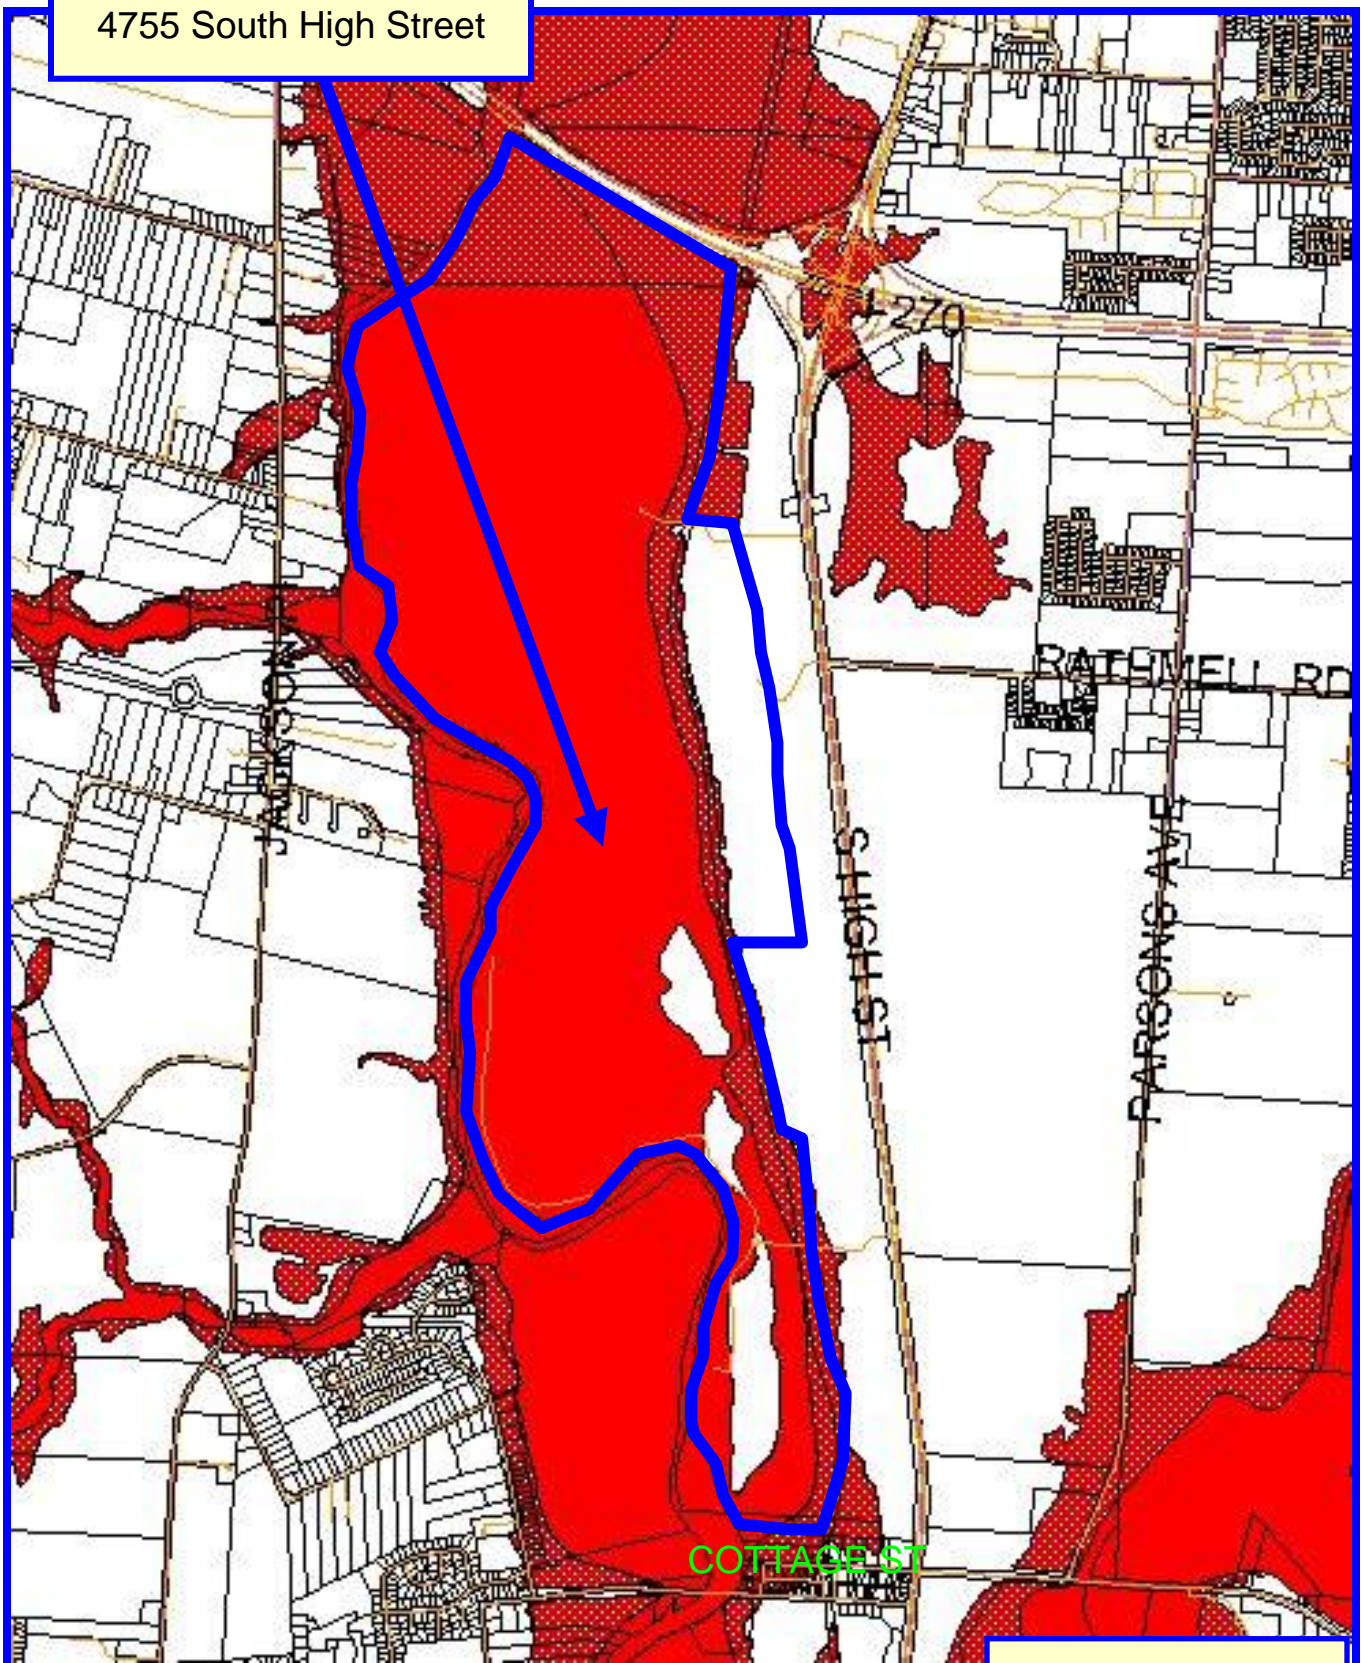 4755 South High Street
I-270
RATHMELL RD
JACKSON
S HIGH ST
PARSONS AVE
COTTAGE ST